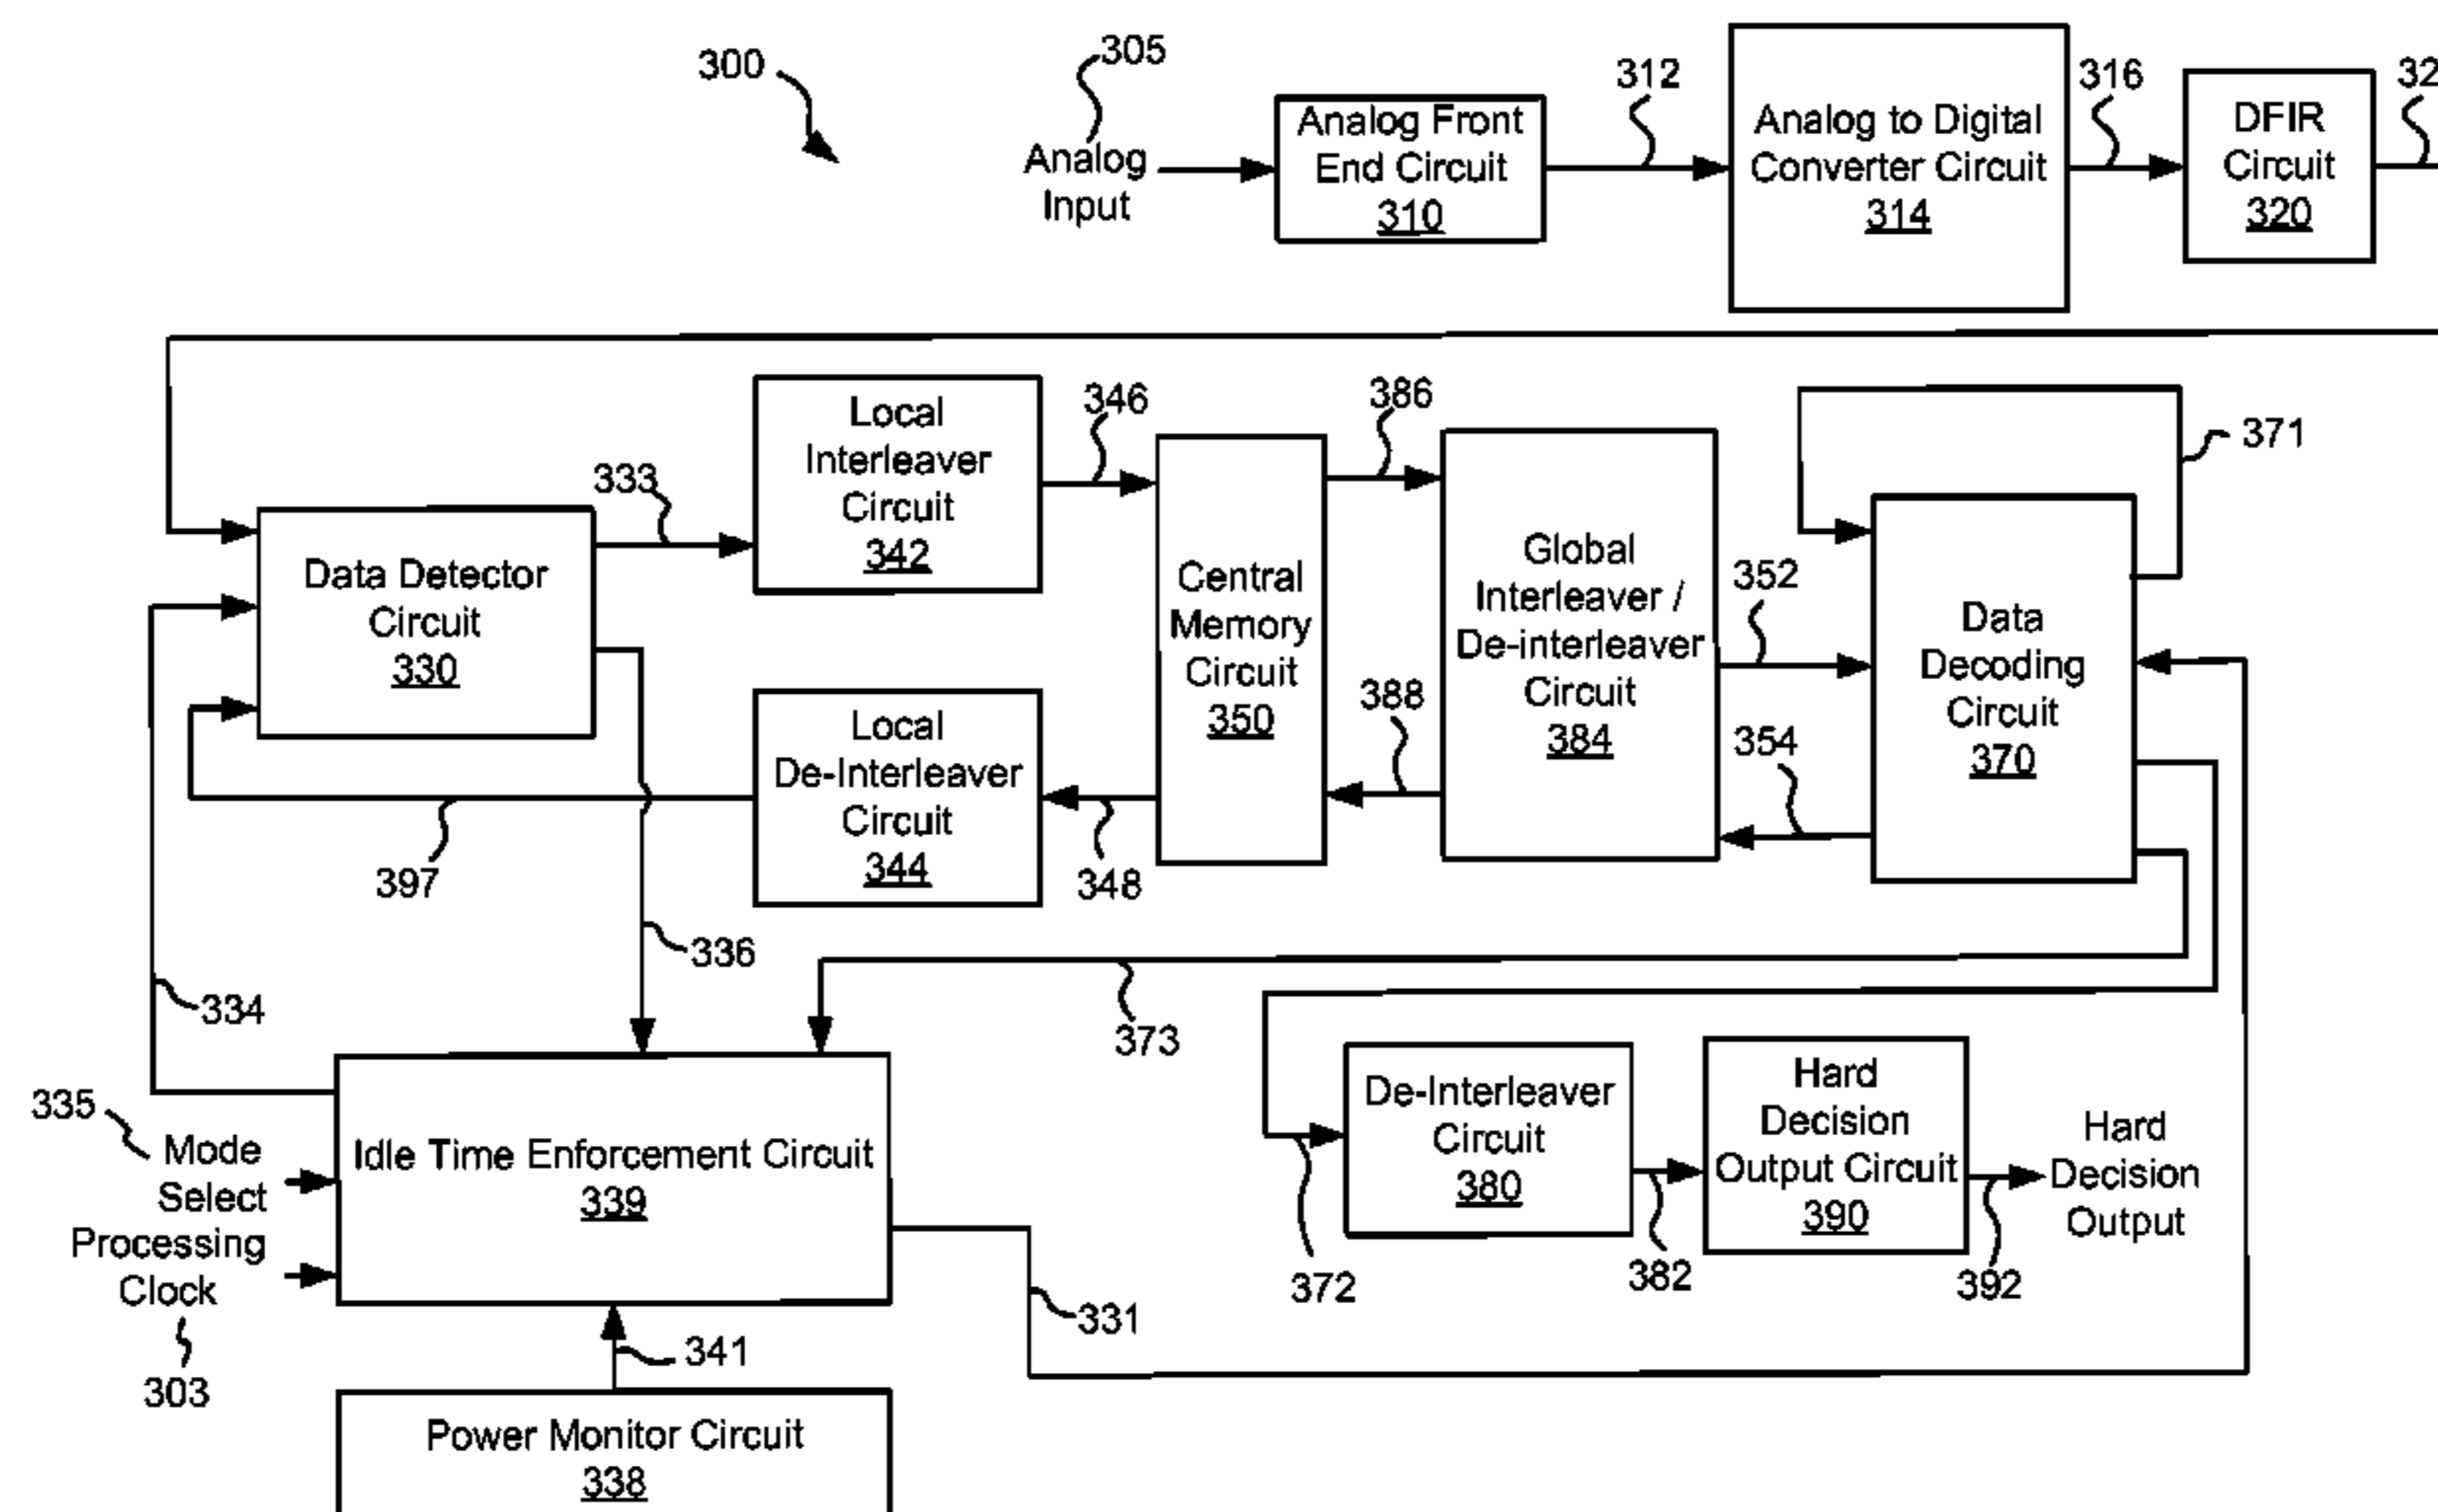 300
305
Analog
Input
Analog Front
End Circuit
310
312
Analog to Digital
Converter Circuit
314
316
DFIR
Circuit
320
Data Detector
Circuit
330
333
Local
Interleaver
Circuit
342
346
Central
Memory
Circuit
350
386
Global
Interleaver /
De-interleaver
Circuit
384
352
354
388
Data
Decoding
Circuit
370
371
Local
De-Interleaver
Circuit
344
348
397
336
334
373
335
Mode
Select
Processing
Clock
303
Idle Time Enforcement Circuit
339
331
341
Power Monitor Circuit
338
372
De-Interleaver
Circuit
380
382
Hard
Decision
Output Circuit
390
392
Hard
Decision
Output